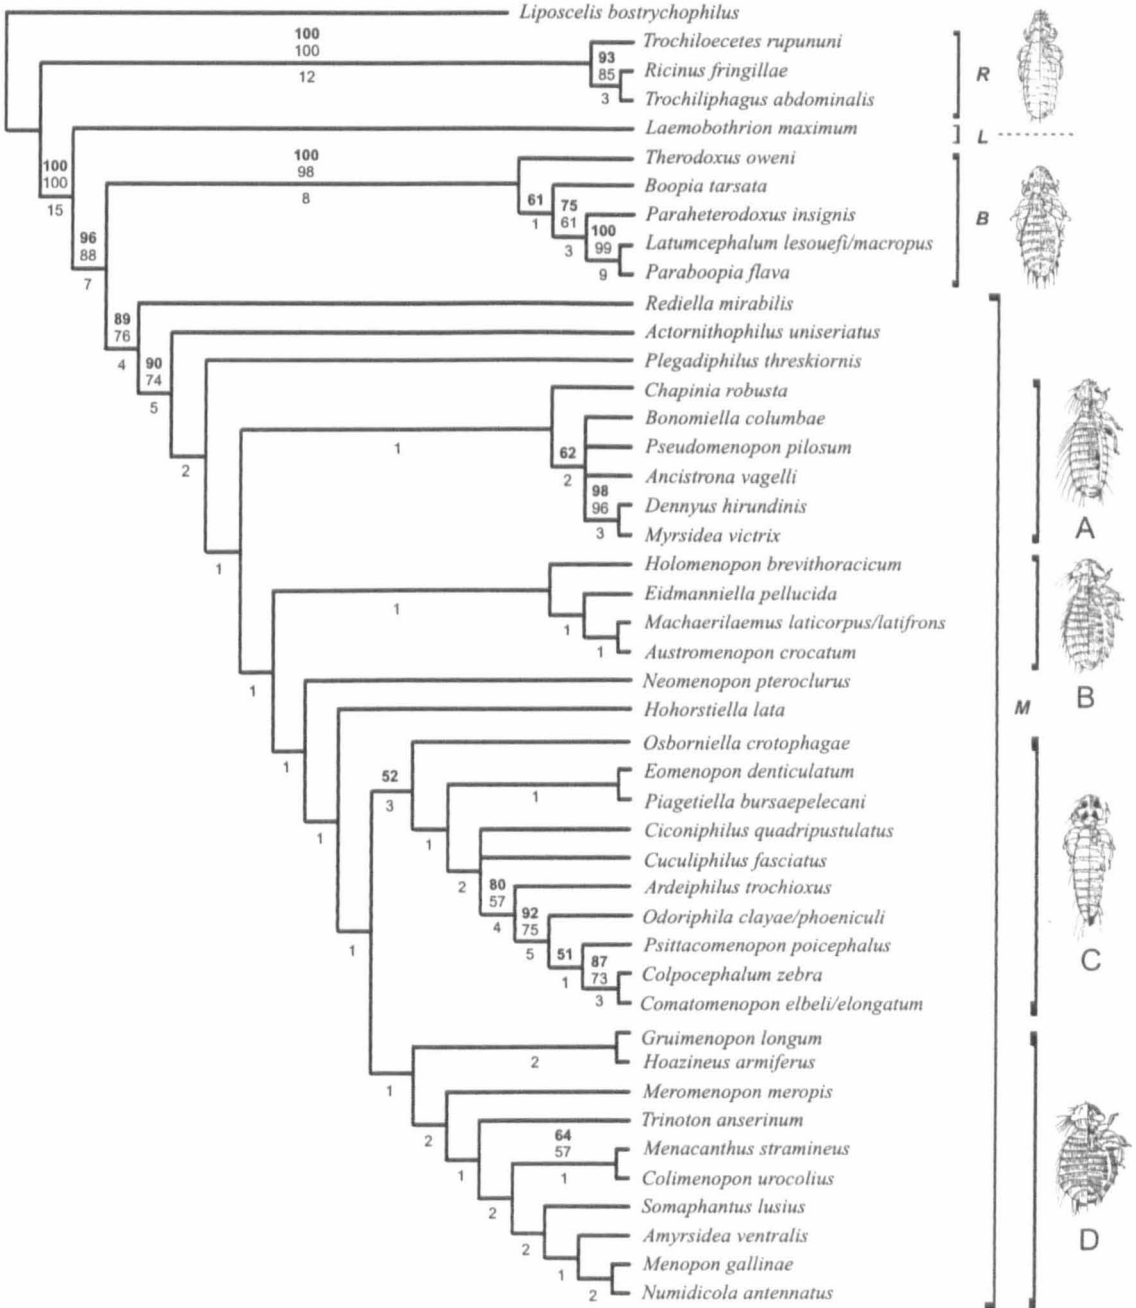 Liposcelis bostrychophilus
100
100
12
Trochiloecetes rupununi
93
85
3
Ricinus fringillae
Trochiliphagus abdominalis
R
Laemobothrion maximum
L
100
100
15
100
98
8
Therodoxus oweni
61
1
Boopia tarsata
75
61
3
Paraheterodoxus insignis
100
99
9
Latumcephalum lesouefi/macropus
Paraboopia flava
B
96
88
7
Rediella mirabilis
89
76
4
Actornithophilus uniseriatus
90
74
5
Plegadiphilus threskiornis
2
Chapinia robusta
1
Bonomiella columbae
62
2
Pseudomenopon pilosum
Ancistrona vagelli
98
96
3
Dennyus hirundinis
Myrsidea victrix
A
1
Holomenopon brevithoracicum
1
Eidmanniella pellucida
1
Machaerilaemus laticorpus/latifrons
1
Austromenopon crocatum
B
1
Neomenopon pteroclurus
M
Hohorstiella lata
1
Osborniella crotophagae
52
3
Eomenopon denticulatum
1
Piagetiella bursaepelecani
1
1
Ciconiphilus quadripustulatus
Cuculiphilus fasciatus
2
80
57
4
Ardeiphilus trochioxus
92
75
5
Odoriphila clayae/phoeniculi
51
1
Psittacomenopon poicephalus
87
73
3
Colpocephalum zebra
Comatomenopon elbeli/elongatum
C
1
Gruimenopon longum
2
Hoazineus armiferus
1
Meromenopon meropis
2
Trinoton anserinum
1
64
57
1
Menacanthus stramineus
Colimenopon urocolius
2
Somaphantus lusius
2
Amyrsidea ventralis
1
Menopon gallinae
2
Numidicola antennatus
D